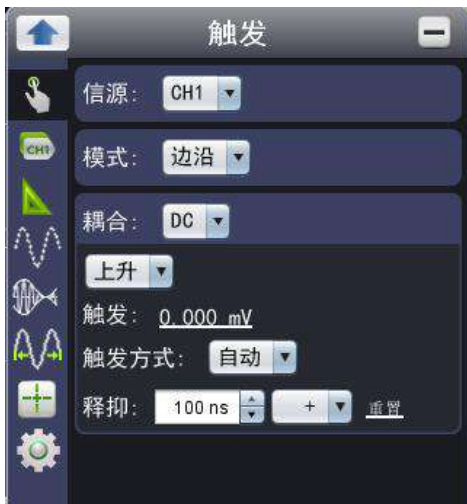 触发
信源: CH1
CH1
模式: 边沿
耦合: DC
上升
触发: 0.000 mV
触发方式: 自动
释抑: 100 ns + 重置